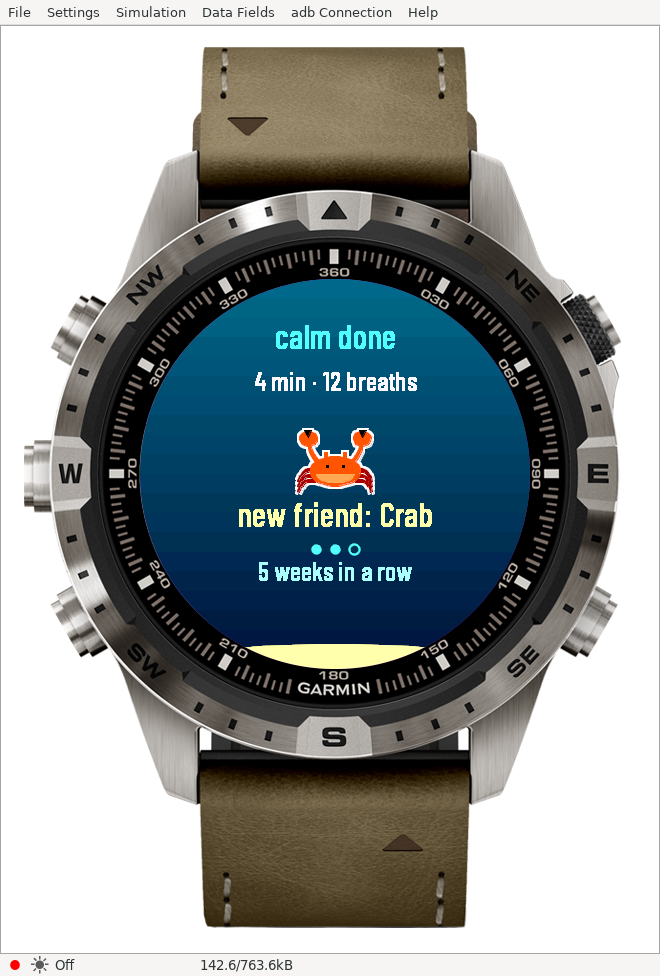 File Settings Simulation Data Fields adb Connection Help
360
330 030
NW NE
300 060
calm done
4 min · 12 breaths
W 270 090 E
new friend: Crab
5 weeks in a row
240 120
210 150
SW SE
180
GARMIN
S
Off 142.6/763.6kB